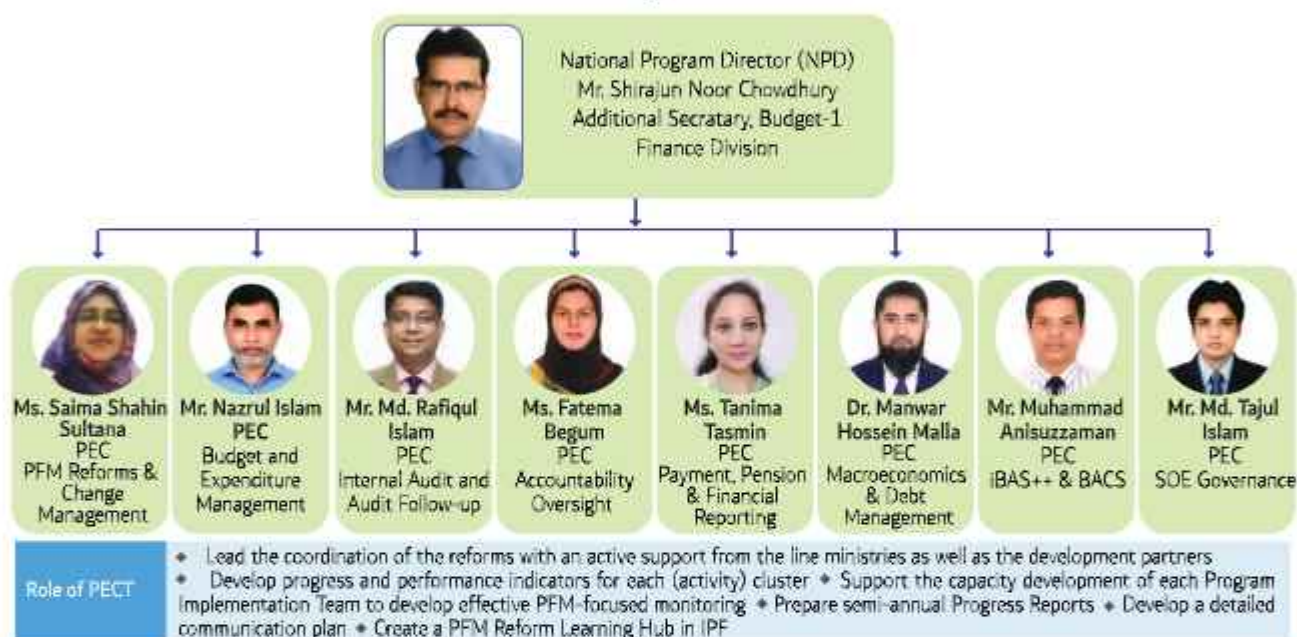 National Program Director (NPD)
Mr. Shirajun Noor Chowdhury
Additional Secratary, Budget-1
Finance Division
Ms. Saima Shahin
Sultana
PEC
PFM Reforms &
Change
Management
Mr. Nazrul Islam
PEC
Budget and
Expenditure
Management
Mr. Md. Rafiqul
Islam
PEC
Internal Audit and
Audit Follow-up
Ms. Fatema
Begum
PEC
Accountability
Oversight
Ms. Tanima
Tasmin
PEC
Payment, Pension
& Financial
Reporting
Dr. Manwar
Hossein Malla
PEC
Macroeconomics
& Debt
Management
Mr. Muhammad
Anisuzzaman
PEC
iBAS++ & BACS
Mr. Md. Tajul
Islam
PEC
SOE Governance
Role of PECT
◆ Lead the coordination of the reforms with an active support from the line ministries as well as the development partners
◆ Develop progress and performance indicators for each (activity) cluster ◆ Support the capacity development of each Program
Implementation Team to develop effective PFM-focused monitoring ◆ Prepare semi-annual Progress Reports ◆ Develop a detailed
communication plan ◆ Create a PFM Reform Learning Hub in IPF